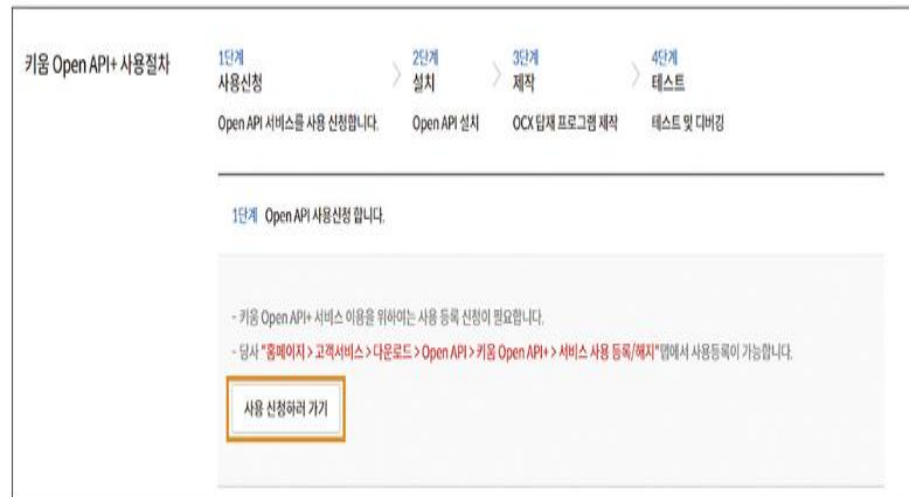 키움 Open API+ 사용절차
1단계
사용신청
Open API 서비스를 사용 신청합니다.
2단계
설치
Open API 설치
3단계
제작
OCX 탑재 프로그램 제작
4단계
테스트
테스트 및 디버깅
1단계 Open API 사용신청 합니다.
- 키움 Open API+ 서비스 이용을 위하여는 사용 등록 신청이 필요합니다.
- 당사 "홈페이지 > 고객서비스 > 다운로드 > Open API > 키움 Open API+ > 서비스 사용 등록/해지"탭에서 사용등록이 가능합니다.
사용 신청하러 가기